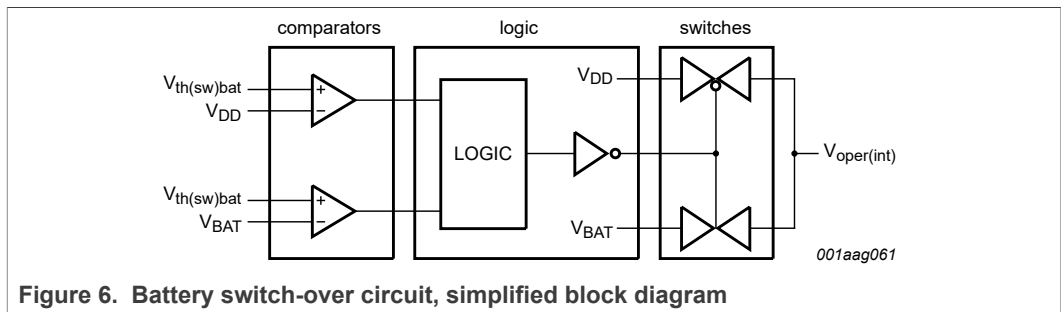 comparators
logic
switches
Vth(sw)bat
VDD
Vth(sw)bat
VBAT
LOGIC
VDD
VBAT
Voper(int)
001aag061
Figure 6. Battery switch-over circuit, simplified block diagram